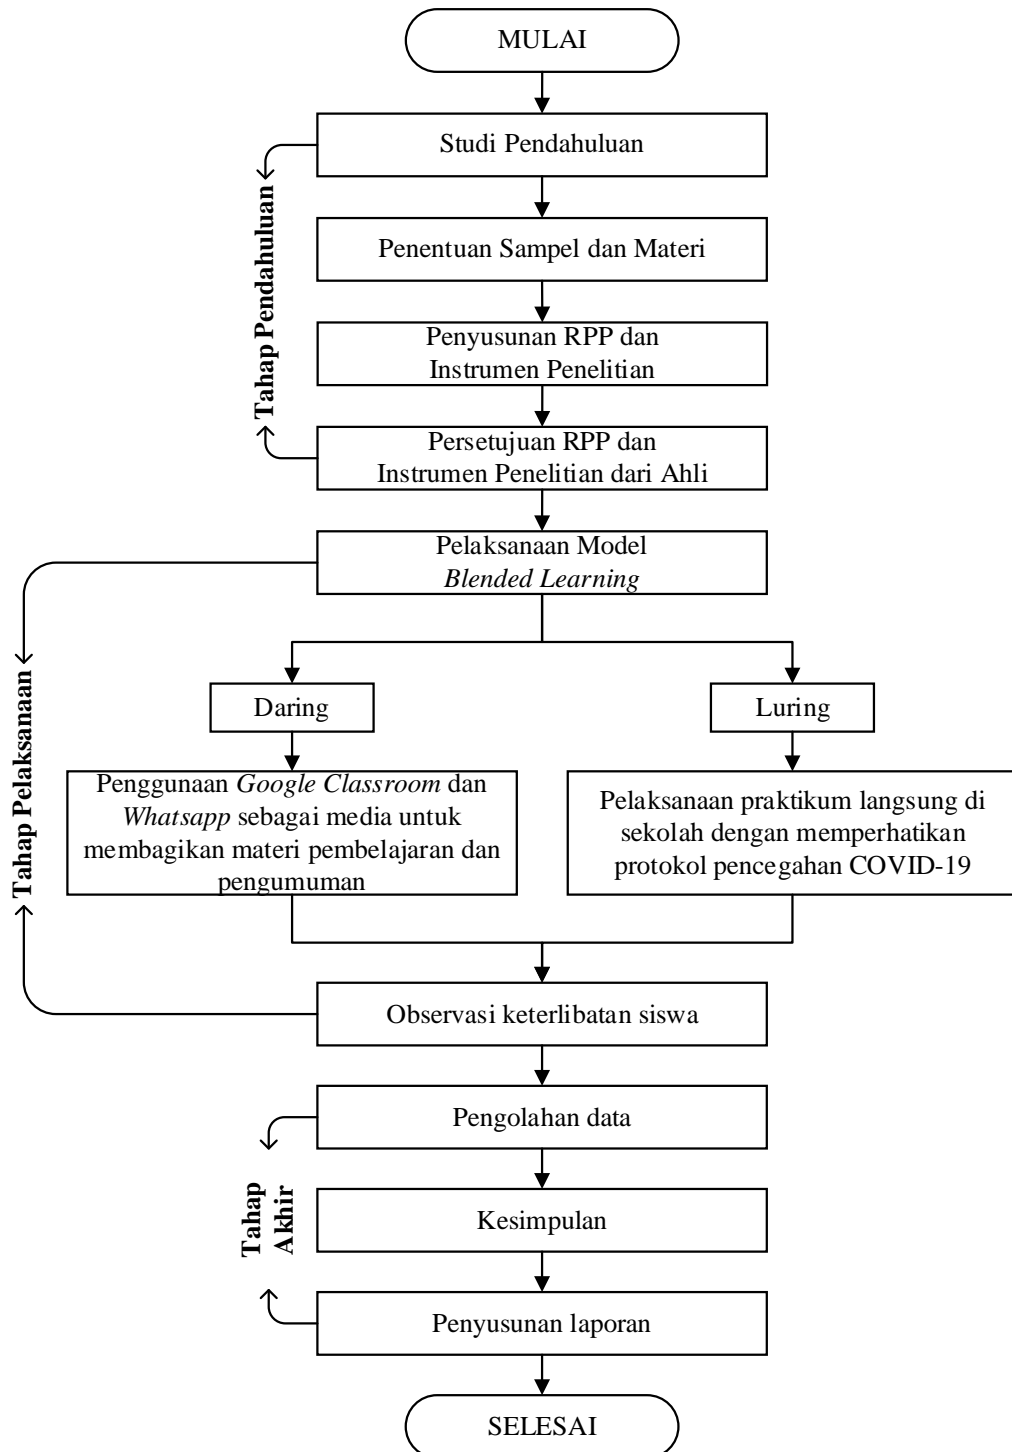 MULAI
Studi Pendahuluan
Tahap Pendahuluan
Penentuan Sampel dan Materi
Penyusunan RPP dan
Instrumen Penelitian
Persetujuan RPP dan
Instrumen Penelitian dari Ahli
Pelaksanaan Model
Blended Learning
Tahap Pelaksanaan
Daring
Luring
Penggunaan Google Classroom dan
Whatsapp sebagai media untuk
membagikan materi pembelajaran dan
pengumuman
Pelaksanaan praktikum langsung di
sekolah dengan memperhatikan
protokol pencegahan COVID-19
Observasi keterlibatan siswa
Pengolahan data
Tahap
Akhir
Kesimpulan
Penyusunan laporan
SELESAI